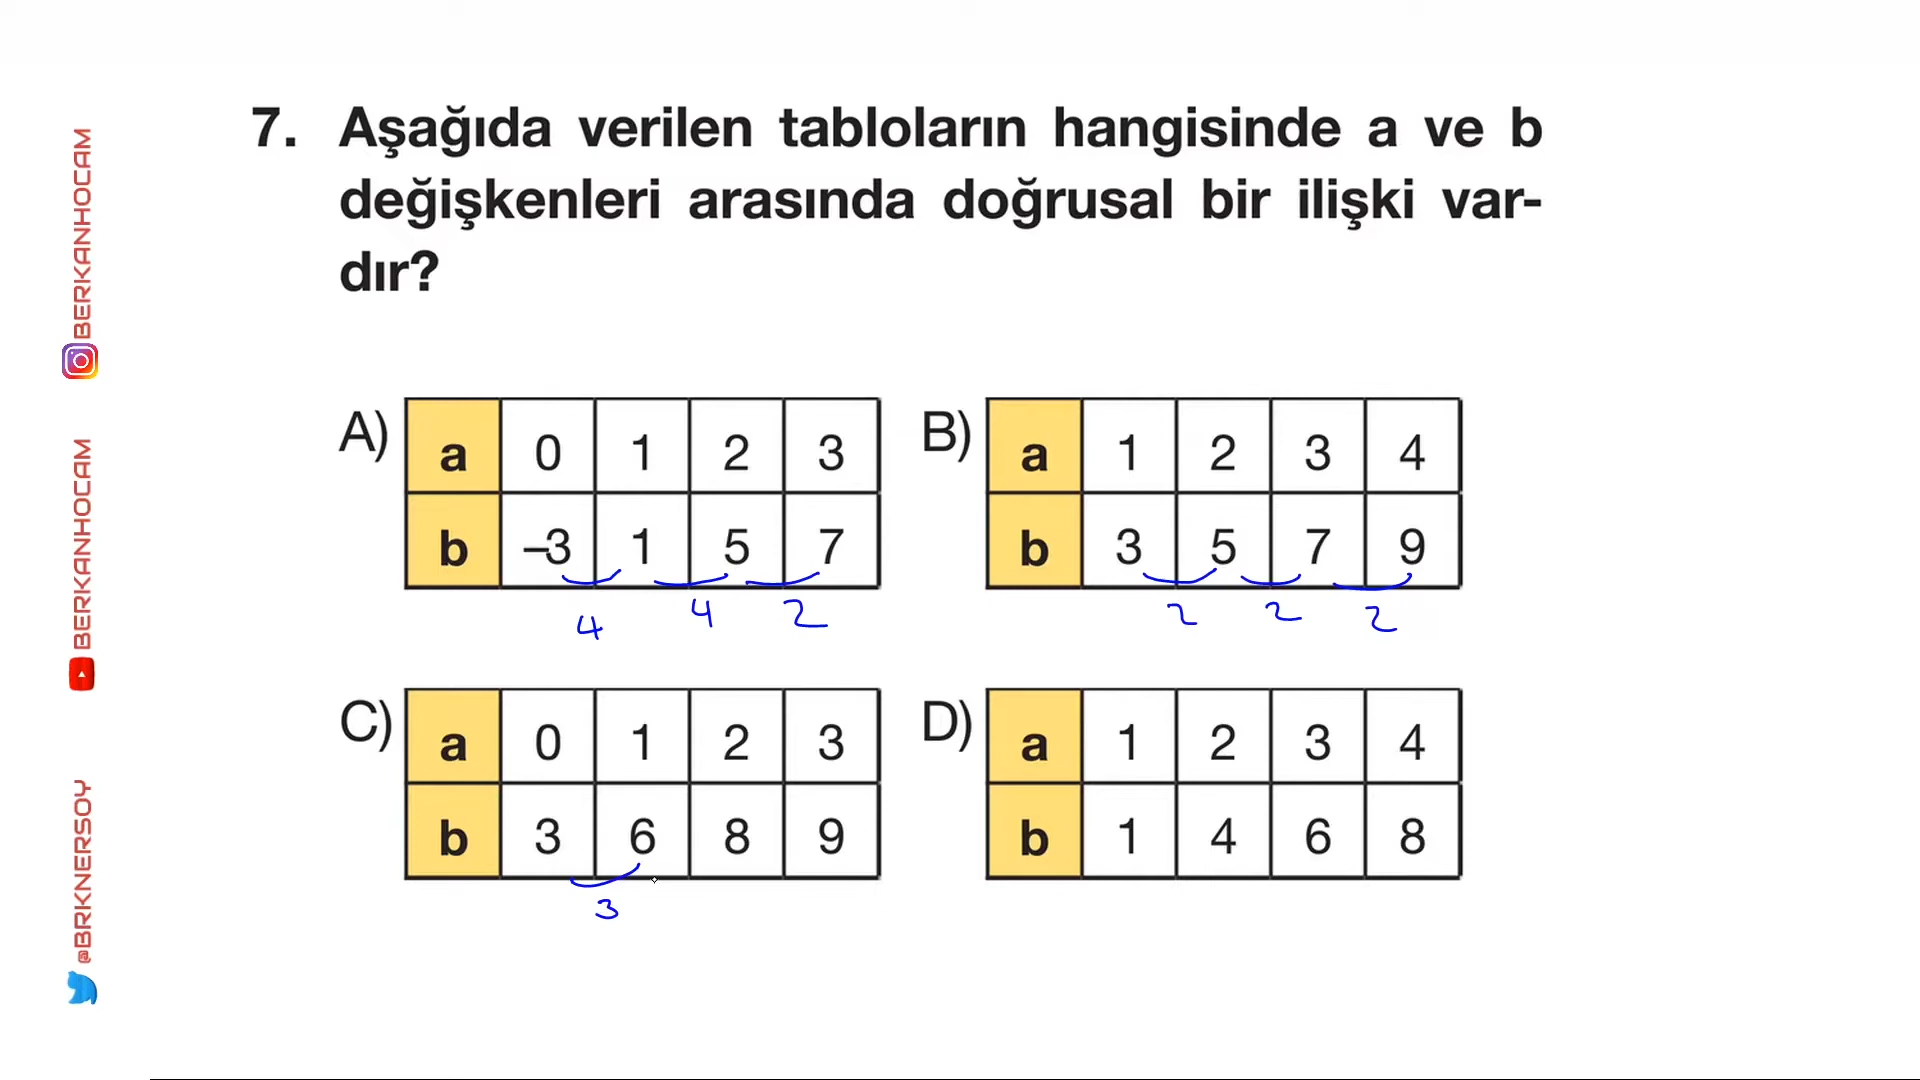 7. Aşağıda verilen tabloların hangisinde a ve b
değişkenleri arasında doğrusal bir ilişki var-
dır?
A)
a 0 1 2 3
b –3 1 5 7
4 4 2
B)
a 1 2 3 4
b 3 5 7 9
2 2 2
C)
a 0 1 2 3
b 3 6 8 9
3
D)
a 1 2 3 4
b 1 4 6 8
BERKANHOCAM
BERKANHOCAM
@BRKNERSOY